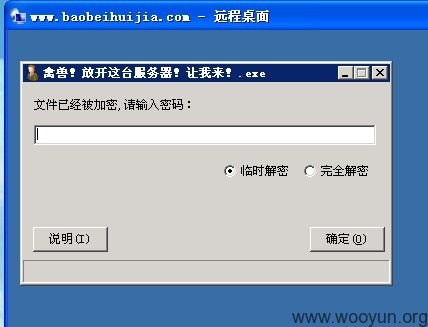 www.baobeihuijia.com - 远程桌面
禽兽! 放开这台服务器! 让我来! .exe
文件已经被加密,请输入密码:
临时解密 完全解密
说明(I) 确定(O)
www.wooyun.org